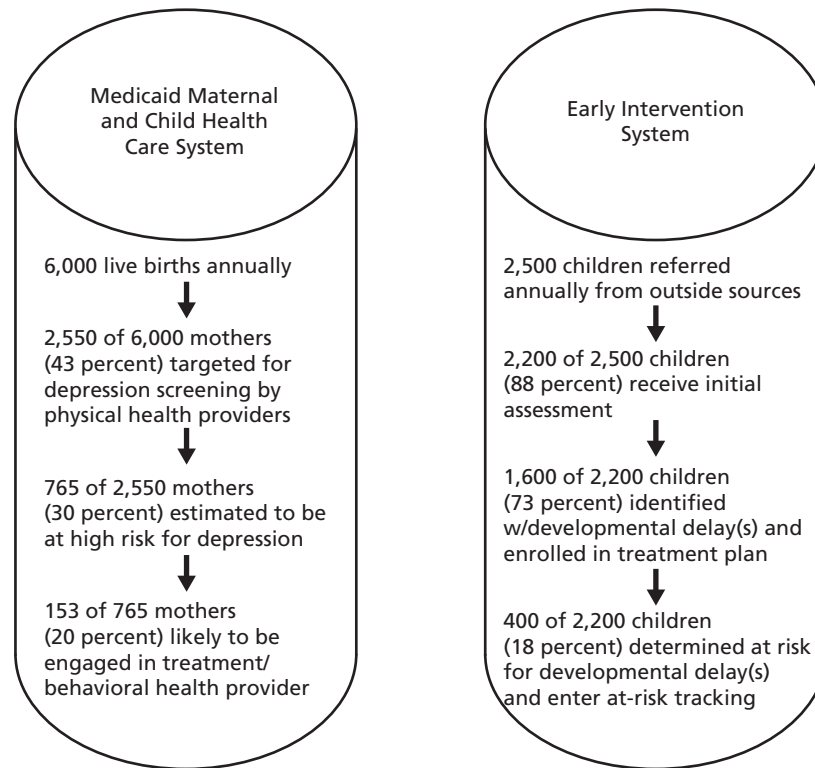 Medicaid Maternal
and Child Health
Care System
6,000 live births annually
2,550 of 6,000 mothers
(43 percent) targeted for
depression screening by
physical health providers
765 of 2,550 mothers
(30 percent) estimated to be
at high risk for depression
153 of 765 mothers
(20 percent) likely to be
engaged in treatment/
behavioral health provider
Early Intervention
System
2,500 children referred
annually from outside sources
2,200 of 2,500 children
(88 percent) receive initial
assessment
1,600 of 2,200 children
(73 percent) identified
w/developmental delay(s) and
enrolled in treatment plan
400 of 2,200 children
(18 percent) determined at risk
for developmental delay(s)
and enter at-risk tracking